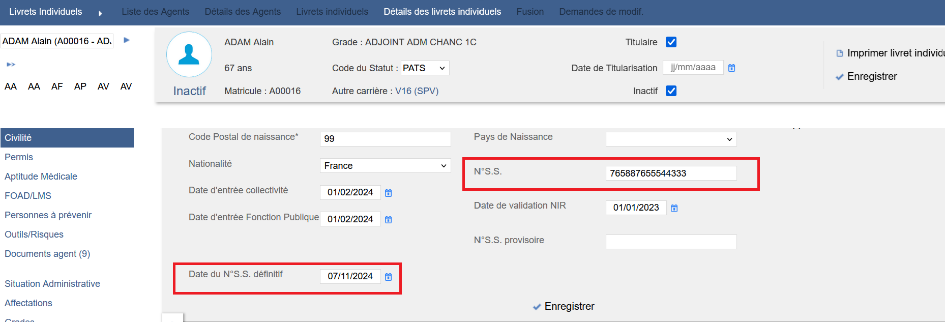 Livrets Individuels
Liste des Agents
Détails des Agents
Livrets individuels
Détails des livrets individuels
Fusion
Demandes de modif.
ADAM Alain (A00016 - AD.
AA AA AF AP AV AV
Inactif
ADAM Alain
67 ans
Matricule : A00016
Grade : ADJOINT ADM CHANC 1C
Code du Statut : PATS
Autre carrière : V16 (SPV)
Titulaire
Date de Titularisation jj/mm/aaaa
Inactif
Imprimer livret individu
Enregistrer
Civilité
Permis
Aptitude Médicale
FOAD/LMS
Personnes à prévenir
Outils/Risques
Documents agent (9)
Situation Administrative
Affectations
Grades
Code Postal de naissance* 99
Nationalité France
Date d'entrée collectivité 01/02/2024
Date d'entrée Fonction Publique 01/02/2024
Date du N°S.S. définitif 07/11/2024
Pays de Naissance
N°S.S. 765887655544333
Date de validation NIR 01/01/2023
N°S.S. provisoire
Enregistrer